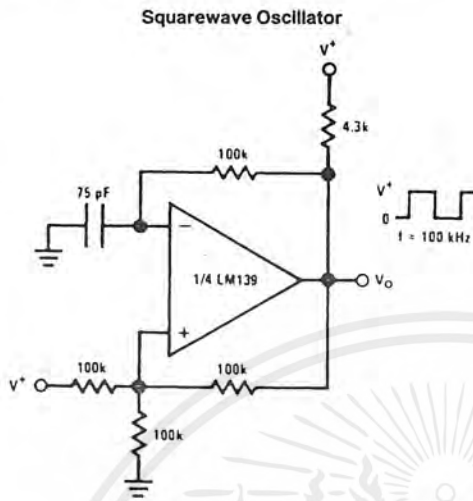 Squarewave Oscillator
V+
4.3k
100k
75 pF
V+
0
f = 100 kHz
−
1/4 LM139
VO
+
V+
100k
100k
100k